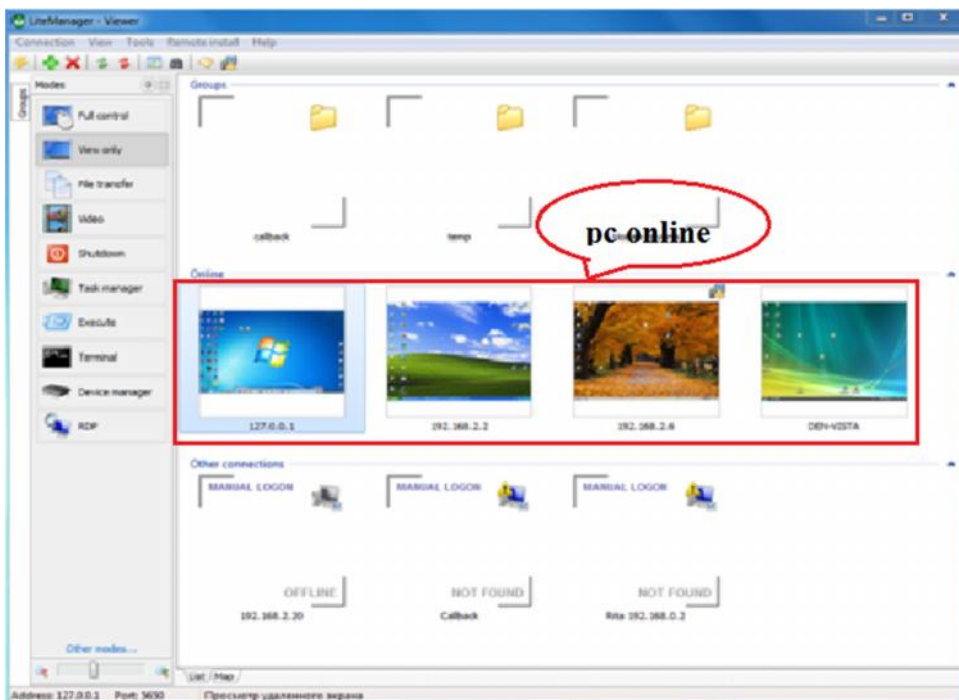 LiteManager - Viewer
Connection View Tools Remote install Help
Groups
Modes
Full control
View only
File transfer
Video
Shutdown
Task manager
Execute
Terminal
Device manager
RDP
Other modes...
Groups
callback
temp
pc online
Online
127.0.0.1
192.168.2.2
192.168.2.6
DEN-VISTA
Other connections
MANUAL LOGON
OFFLINE
192.168.2.20
MANUAL LOGON
NOT FOUND
Callback
MANUAL LOGON
NOT FOUND
Rita 192.168.0.2
List Map
Address: 127.0.0.1 Port: 5650 Просмотр удаленного экрана